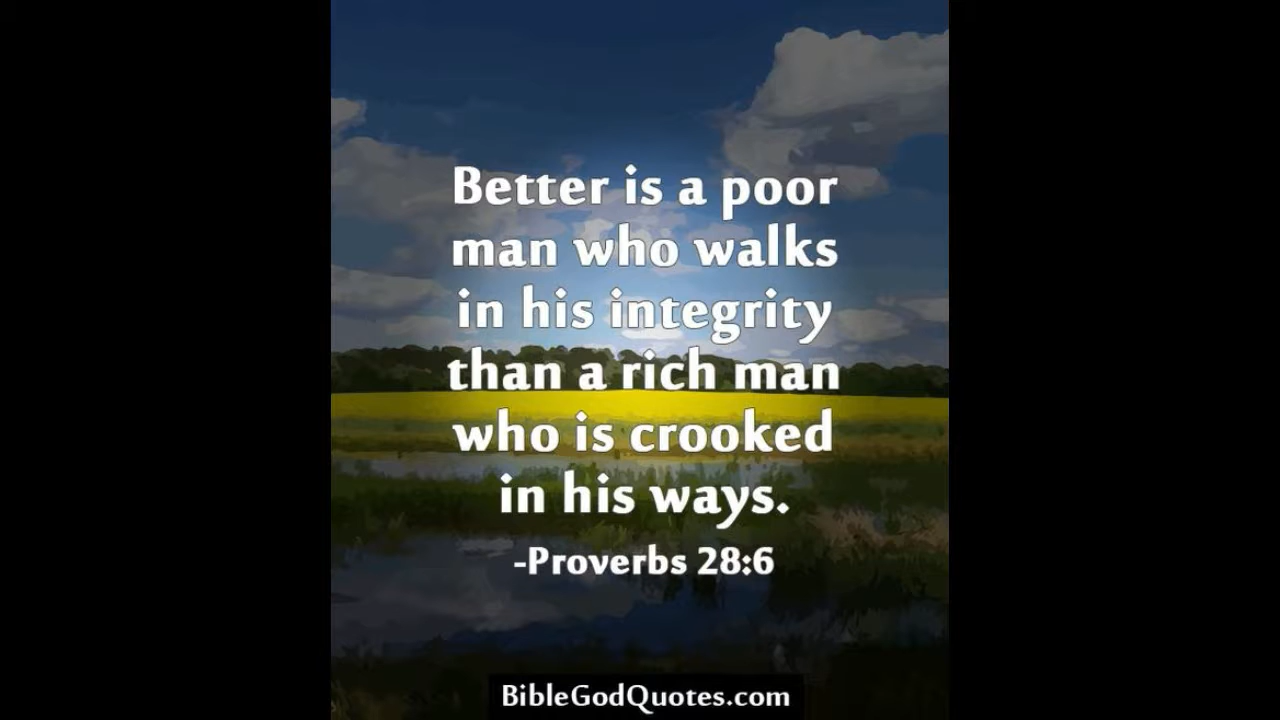 Better is a poor
man who walks
in his integrity
than a rich man
who is crooked
in his ways.
-Proverbs 28:6
BibleGodQuotes.com